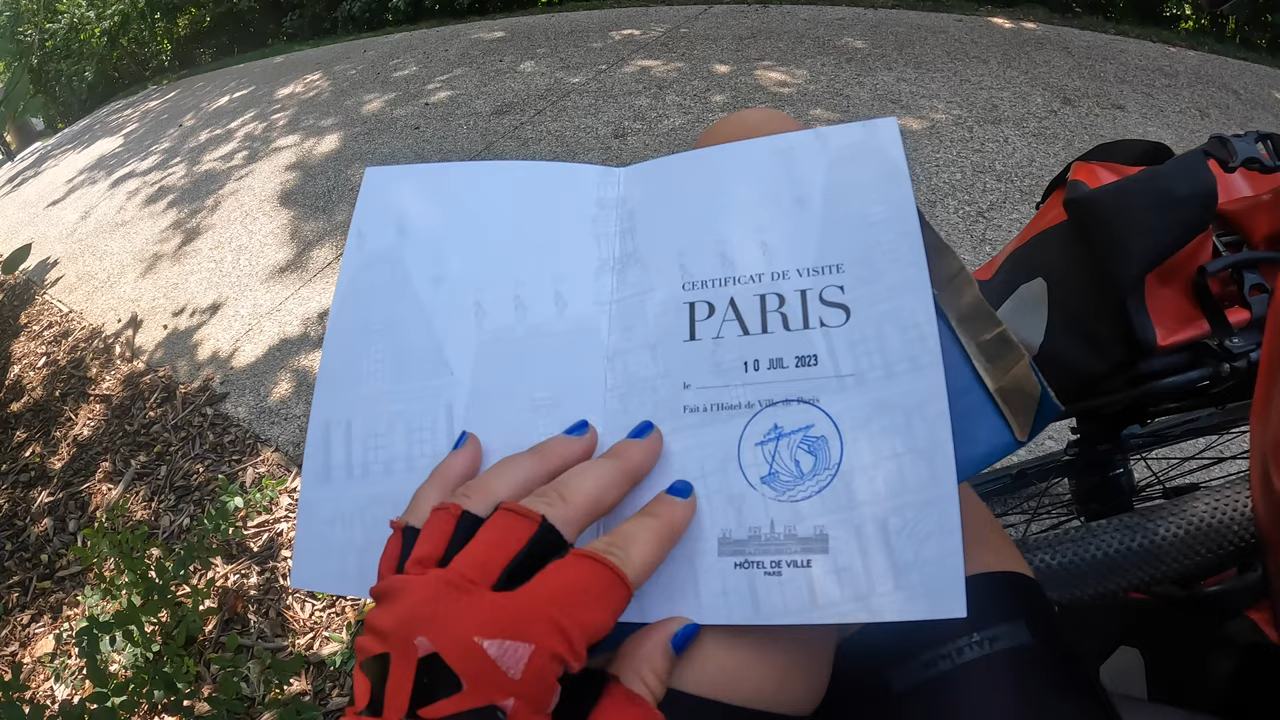 CERTIFICAT DE VISITE
PARIS
10 JUIL. 2023
le
Fait à l'Hôtel de Ville de Paris
HÔTEL DE VILLE
PARIS